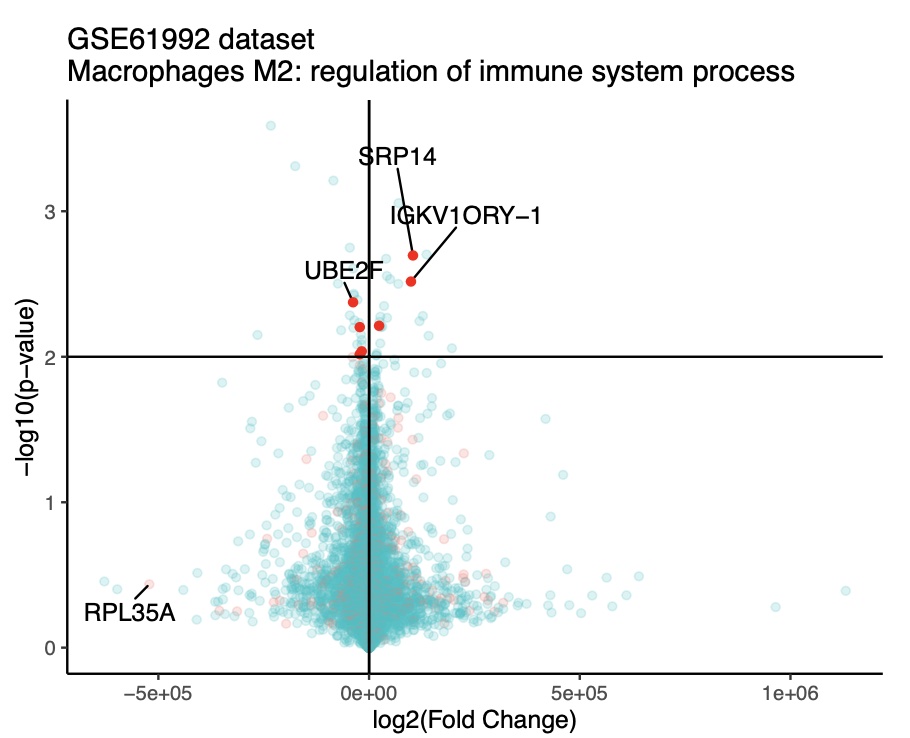 GSE61992 dataset
Macrophages M2: regulation of immune system process
SRP14
IGKV1ORY−1
UBE2F
RPL35A
3
2
1
0
−log10(p−value)
−5e+05
0e+00
5e+05
1e+06
log2(Fold Change)